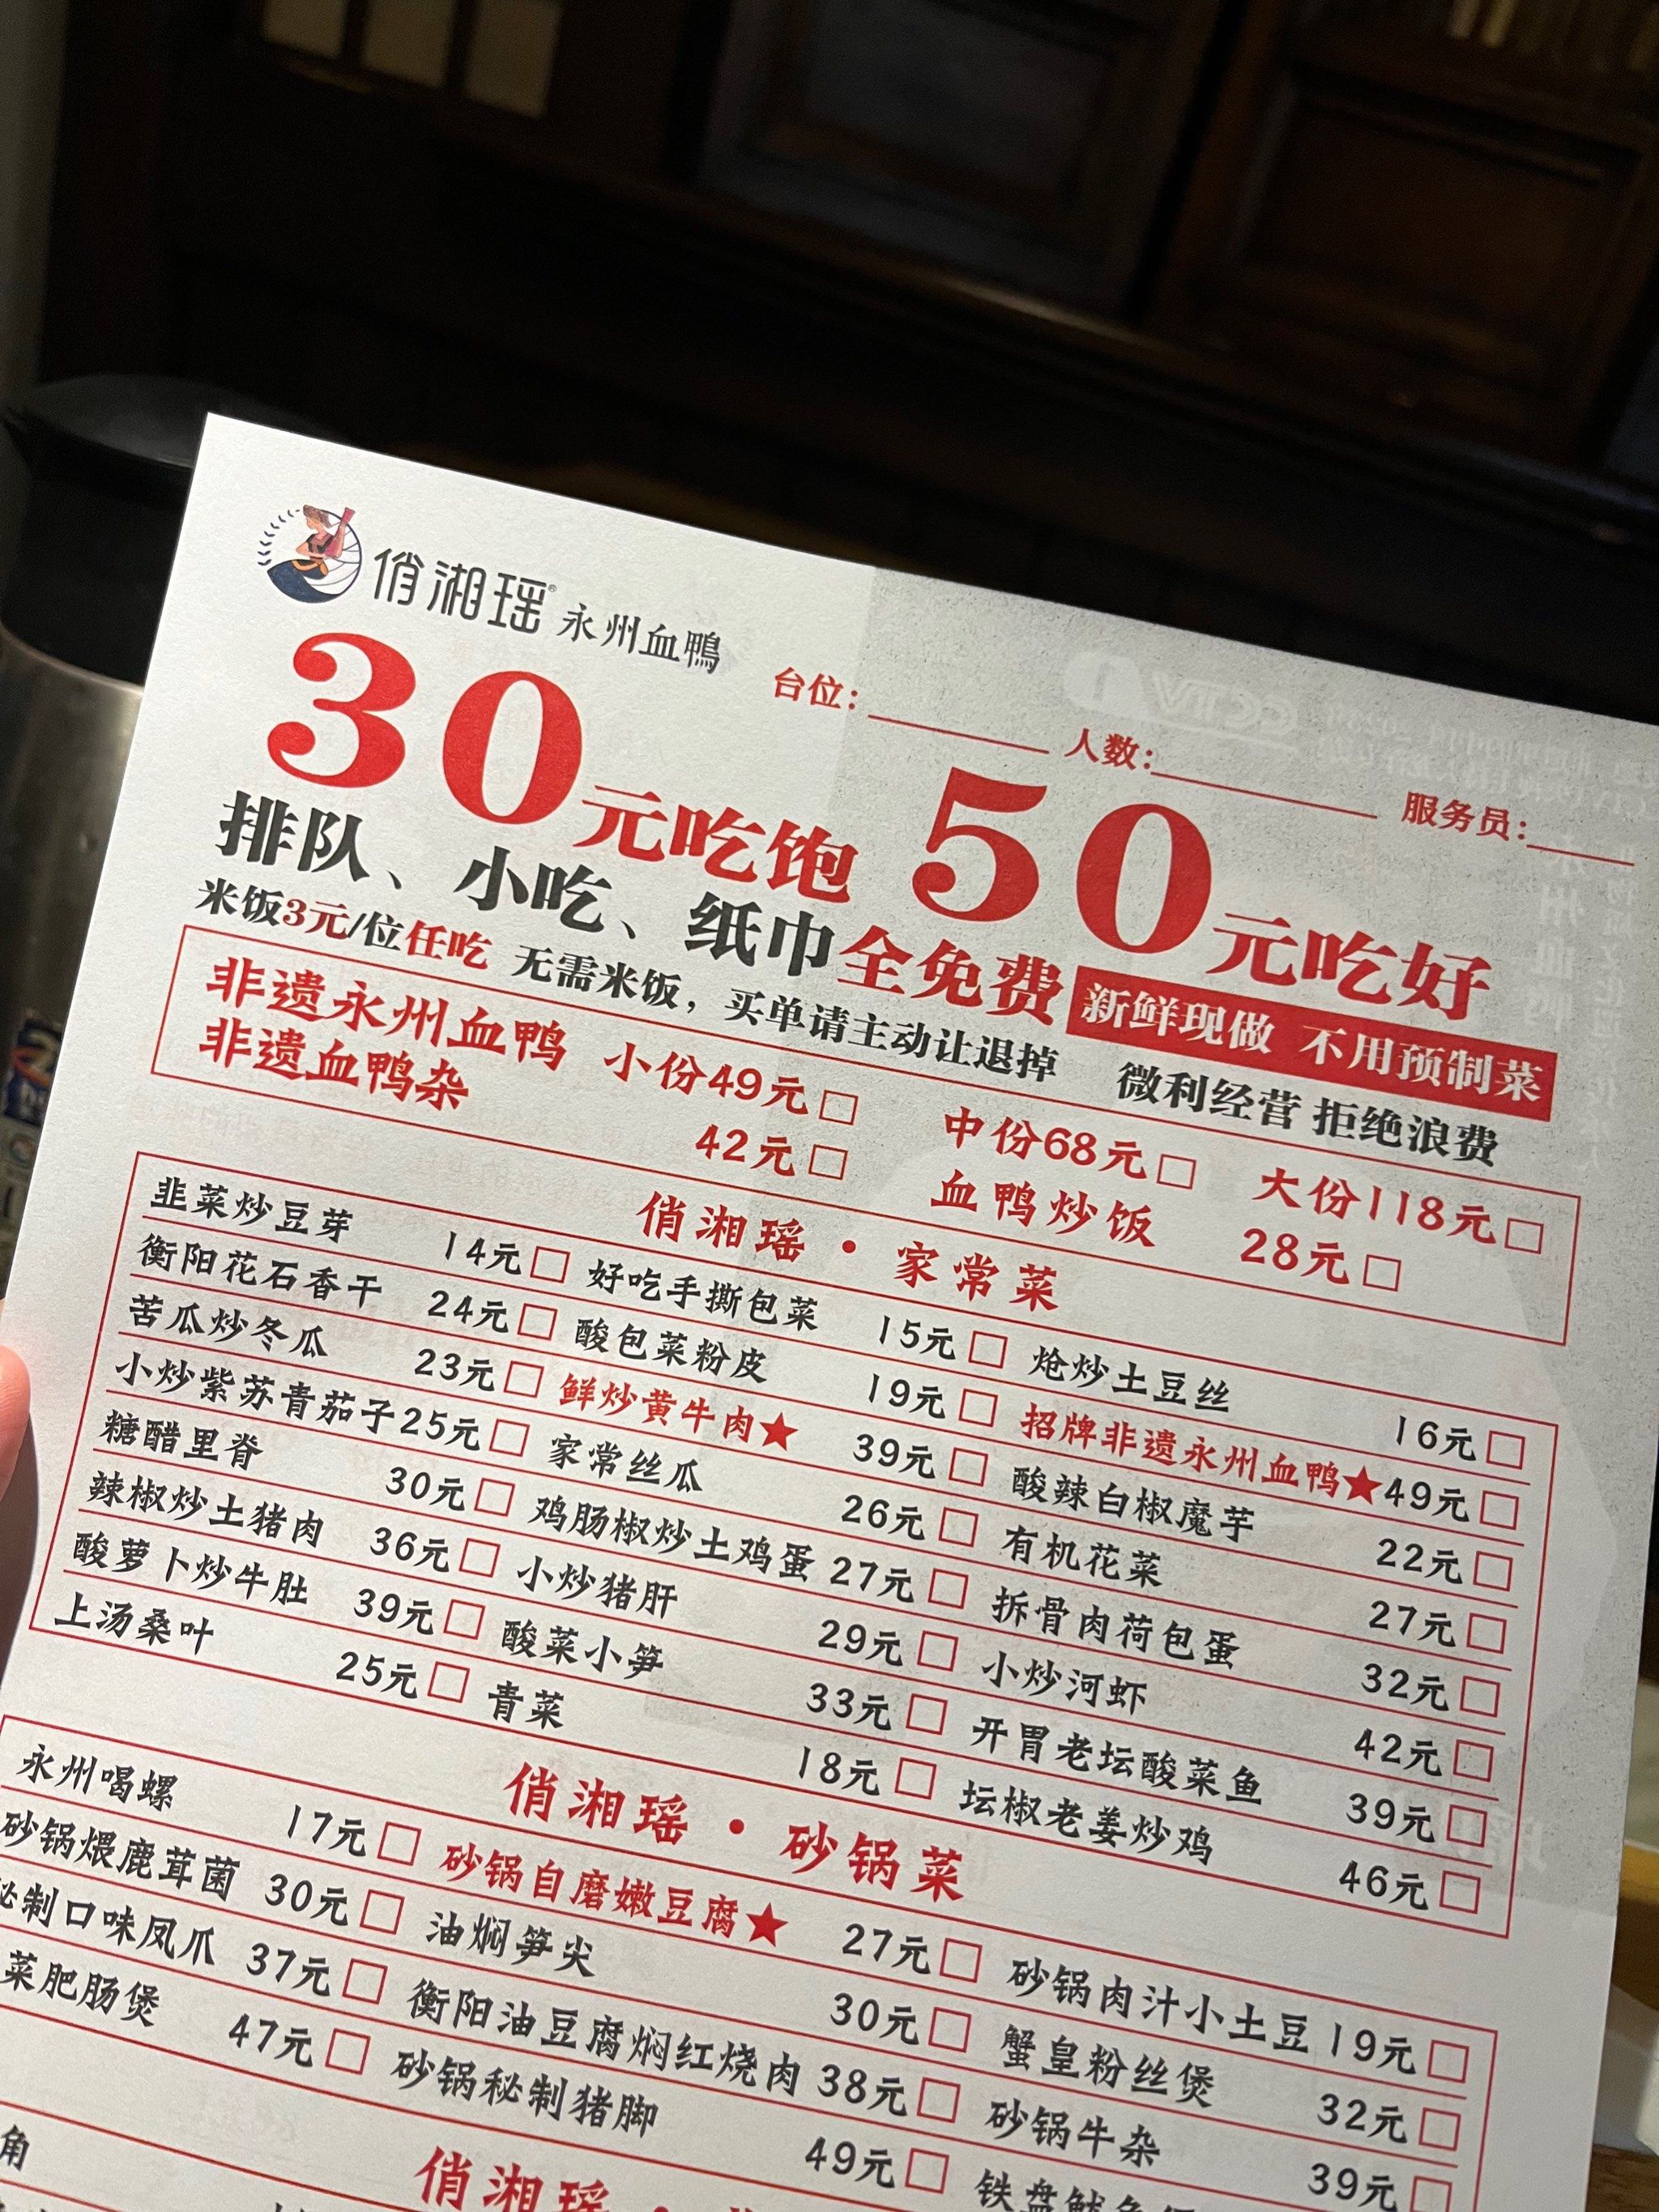 俏湘瑶® 永州血鴨
台位： 人数： 服务员：
30元吃饱 50元吃好
排队、小吃、纸巾全免费 新鲜现做 不用预制菜
米饭3元/位任吃 无需米饭，买单请主动让退掉 微利经营 拒绝浪费
非遗永州血鸭 小份49元□ 中份68元□ 大份118元□
非遗血鸭杂 42元□ 血鸭炒饭 28元□
俏湘瑶·家常菜
韭菜炒豆芽 14元□ 好吃手撕包菜 15元□ 炝炒土豆丝 16元□
衡阳花石香干 24元□ 酸包菜粉皮 19元□ 招牌非遗永州血鸭★49元□
苦瓜炒冬瓜 23元□ 鲜炒黄牛肉★ 39元□ 酸辣白椒魔芋 22元□
小炒紫苏青茄子25元□ 家常丝瓜 26元□ 有机花菜 27元□
糖醋里脊 30元□ 鸡肠椒炒土鸡蛋 27元□ 拆骨肉荷包蛋 32元□
辣椒炒土猪肉 36元□ 小炒猪肝 29元□ 小炒河虾 42元□
酸萝卜炒牛肚 39元□ 酸菜小笋 33元□ 开胃老坛酸菜鱼 39元□
上汤桑叶 25元□ 青菜 18元□ 坛椒老姜炒鸡 46元□
俏湘瑶·砂锅菜
永州喝螺 17元□ 砂锅自磨嫩豆腐★ 27元□ 砂锅肉汁小土豆 19元□
砂锅煨鹿茸菌 30元□ 油焖笋尖 30元□ 蟹皇粉丝煲 32元□
秘制口味凤爪 37元□ 衡阳油豆腐焖红烧肉 38元□ 砂锅牛杂 39元□
菜肥肠煲 47元□ 砂锅秘制猪脚 49元□ 铁盘鱿鱼
俏湘瑶·
角